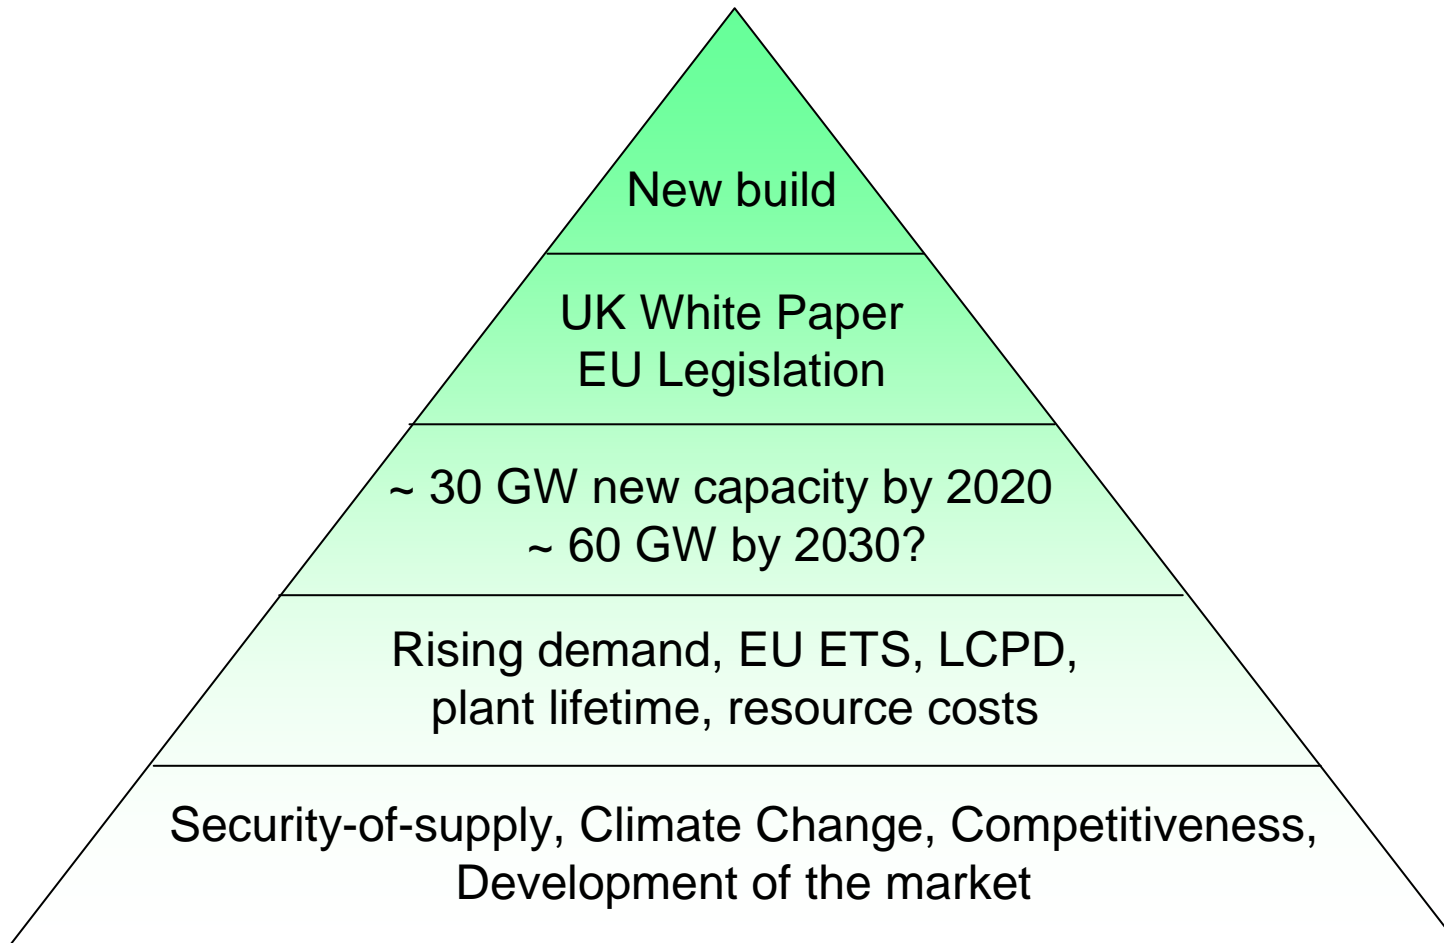 New build
UK White Paper
EU Legislation
~ 30 GW new capacity by 2020
~ 60 GW by 2030?
Rising demand, EU ETS, LCPD,
plant lifetime, resource costs
Security-of-supply, Climate Change, Competitiveness,
Development of the market